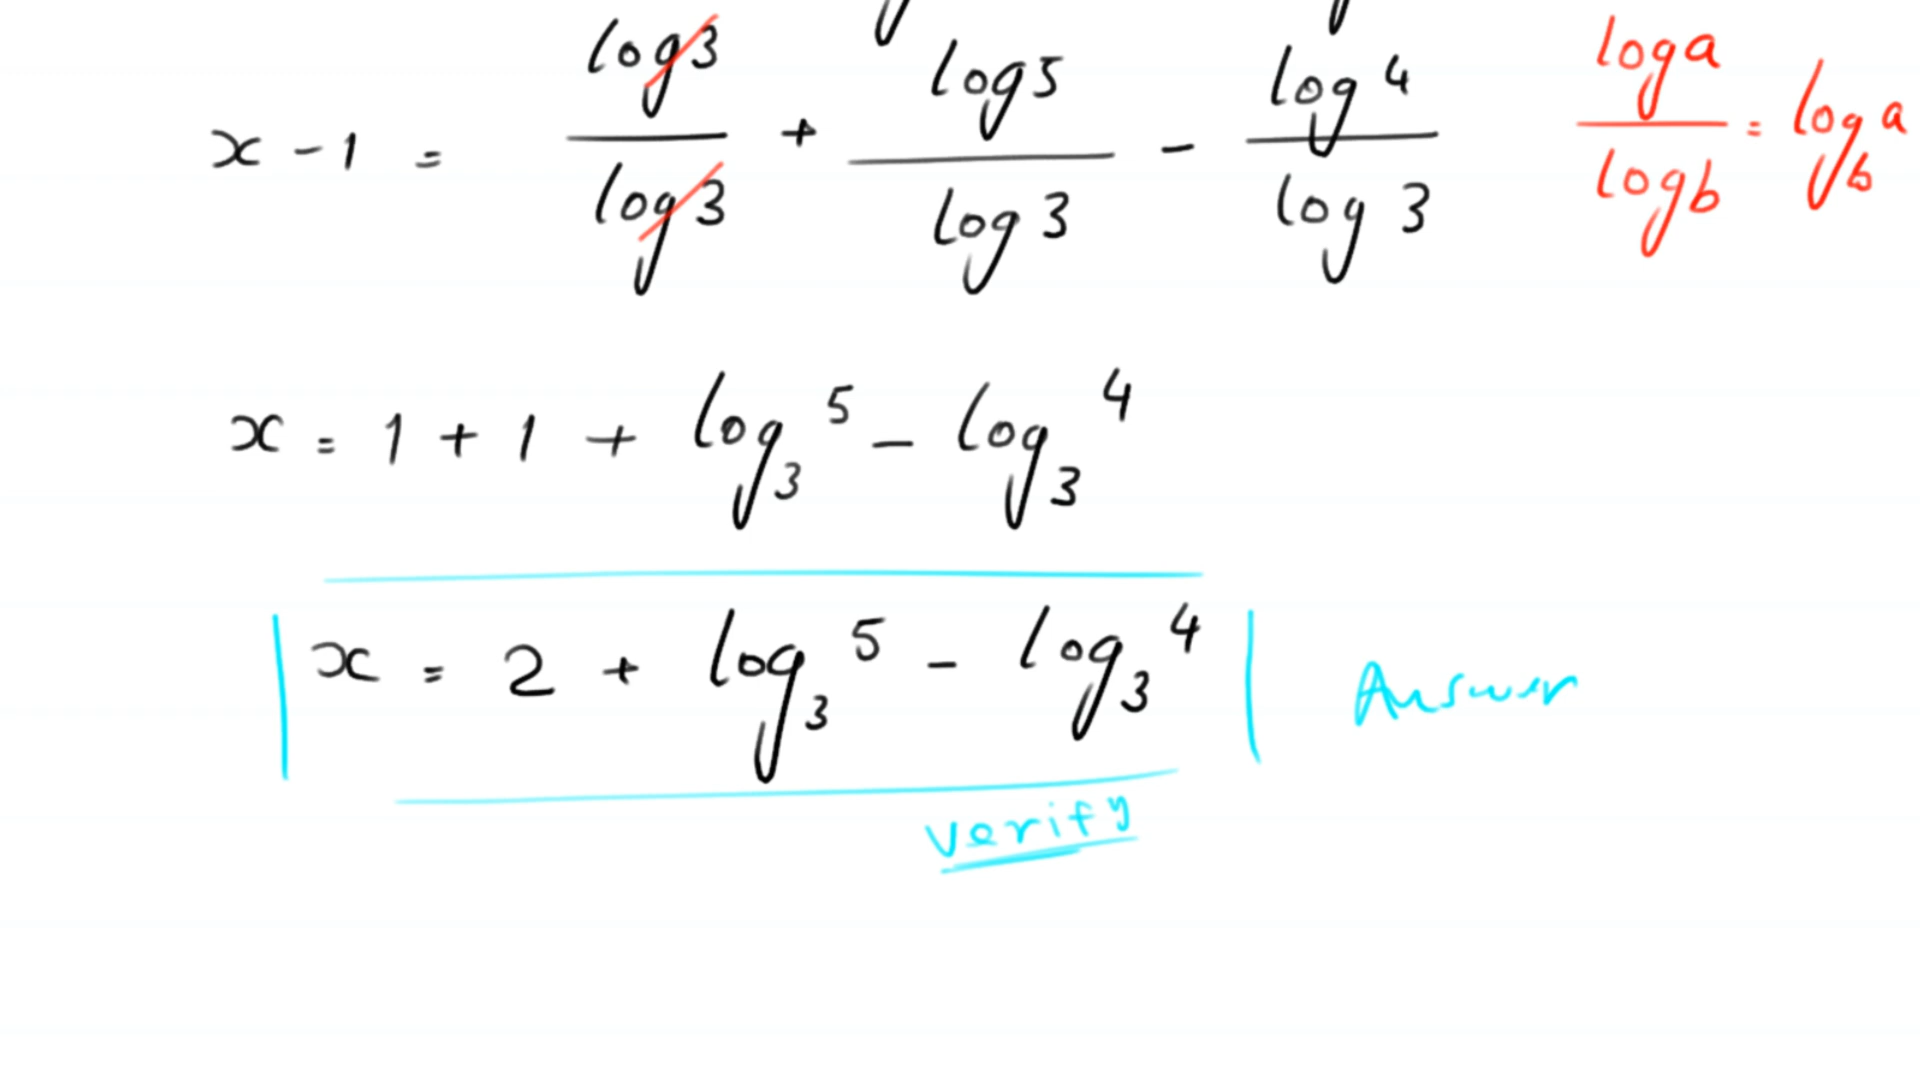 x - 1 = log3/log3 + log5/log3 - log4/log3
loga/logb = log_b a
x = 1 + 1 + log_3 5 - log_3 4
x = 2 + log_3 5 - log_3 4
Answer
verify